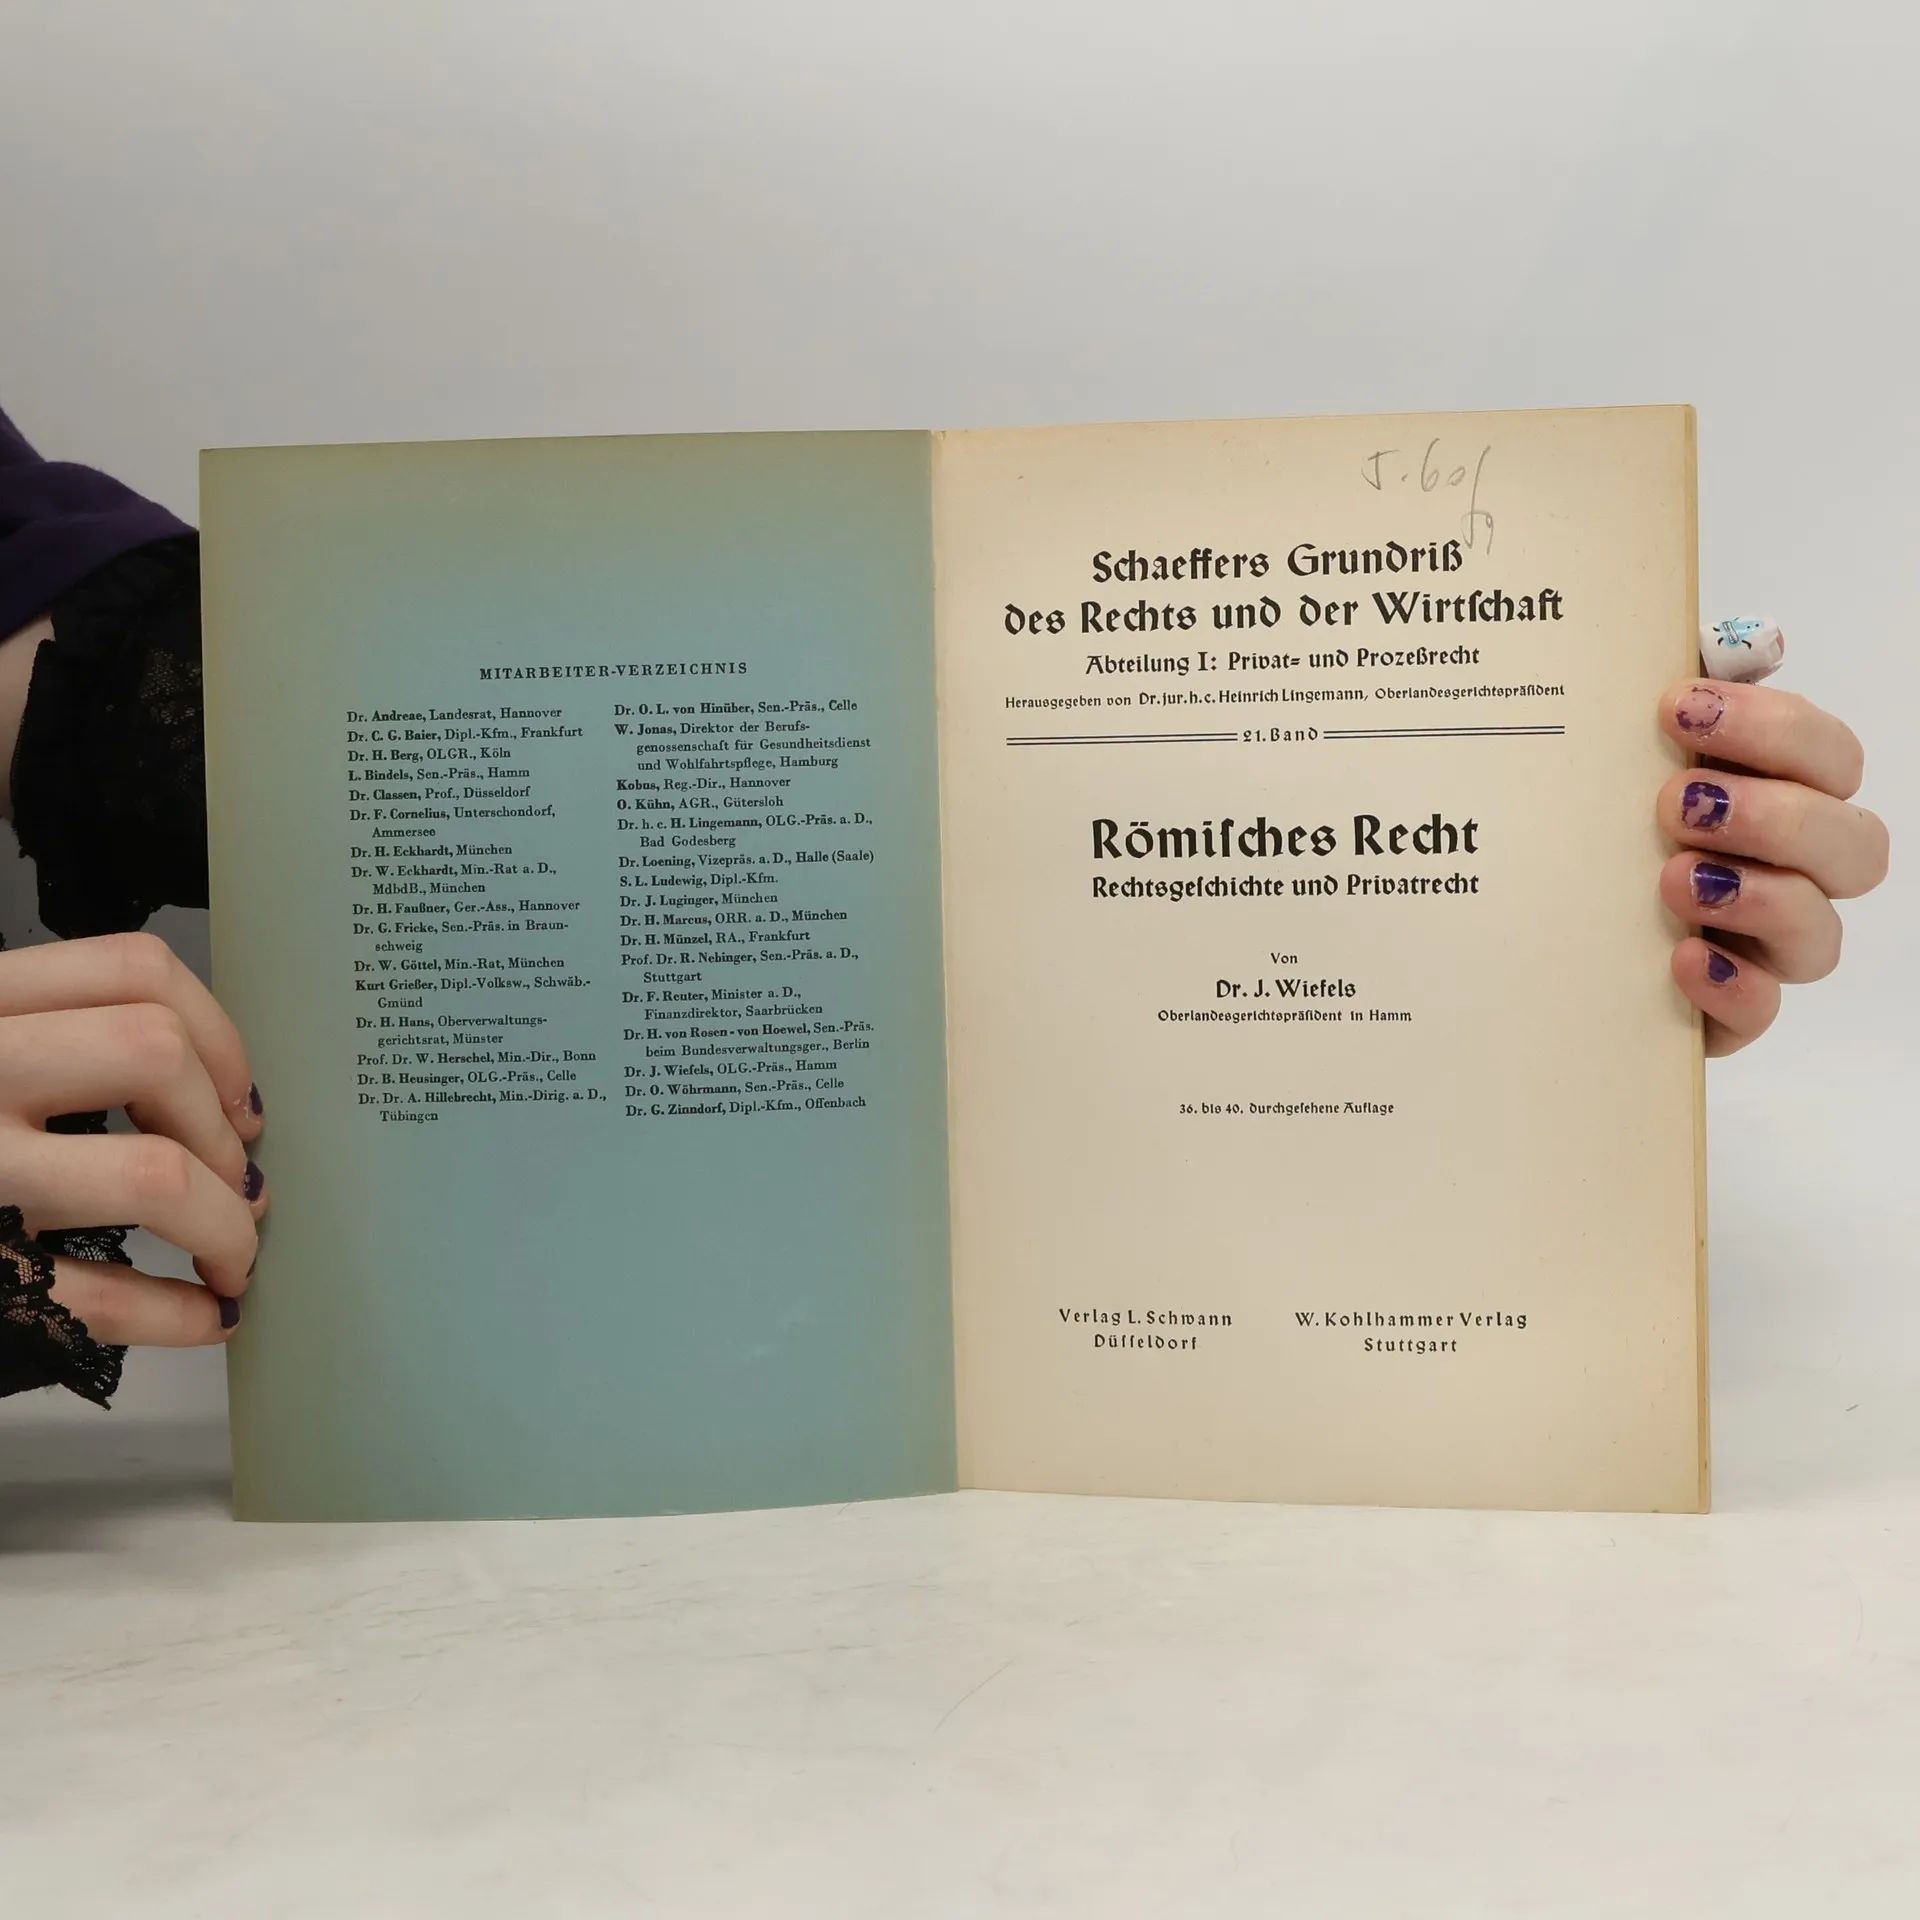 MITARBEITER-VERZEICHNIS
Dr. Andreae, Landesrat, Hannover
Dr. C. G. Baier, Dipl.-Kfm., Frankfurt
Dr. H. Berg, OLGR., Köln
L. Bindels, Sen.-Präs., Hamm
Dr. Classen, Prof., Düsseldorf
Dr. F. Cornelius, Unterschondorf,
Ammersee
Dr. H. Eckhardt, München
Dr. W. Eckhardt, Min.-Rat a. D.,
MdbdB., München
Dr. H. Faußner, Ger.-Ass., Hannover
Dr. G. Fricke, Sen.-Präs. in Braun-
schweig
Dr. W. Göttel, Min.-Rat, München
Kurt Grießer, Dipl.-Volksw., Schwäb.-
Gmünd
Dr. H. Hans, Oberverwaltungs-
gerichtsrat, Münster
Prof. Dr. W. Herschel, Min.-Dir., Bonn
Dr. B. Heusinger, OLG.-Präs., Celle
Dr. Dr. A. Hillebrecht, Min.-Dirig. a. D.,
Tübingen
Dr. O. L. von Hinüber, Sen.-Präs., Celle
W. Jonas, Direktor der Berufs-
genossenschaft für Gesundheitsdienst
und Wohlfahrtspflege, Hamburg
Kobus, Reg.-Dir., Hannover
O. Kühn, AGR., Gütersloh
Dr. h. c. H. Lingemann, OLG.-Präs. a. D.,
Bad Godesberg
Dr. Loening, Vizepräs. a. D., Halle (Saale)
S. L. Ludewig, Dipl.-Kfm.
Dr. J. Luginger, München
Dr. H. Marcus, ORR. a. D., München
Dr. H. Münzel, RA., Frankfurt
Prof. Dr. R. Nebinger, Sen.-Präs. a. D.,
Stuttgart
Dr. F. Reuter, Minister a. D.,
Finanzdirektor, Saarbrücken
Dr. H. von Rosen-von Hoewel, Sen.-Präs.
beim Bundesverwaltungsger., Berlin
Dr. J. Wiefels, OLG.-Präs., Hamm
Dr. O. Wöhrmann, Sen.-Präs., Celle
Dr. G. Zinndorf, Dipl.-Kfm., Offenbach
Schaeffers Grundriß
des Rechts und der Wirtſchaft
Abteilung I: Privat= und Prozeßrecht
Herausgegeben von Dr. jur. h. c. Heinrich Lingemann, Oberlandesgerichtspräſident
21. Band
Römiſches Recht
Rechtsgeſchichte und Privatrecht
Von
Dr. J. Wiefels
Oberlandesgerichtspräſident in Hamm
36. bis 40. durchgeſehene Auflage
Verlag L. Schwann
Düſſeldorf
W. Kohlhammer Verlag
Stuttgart